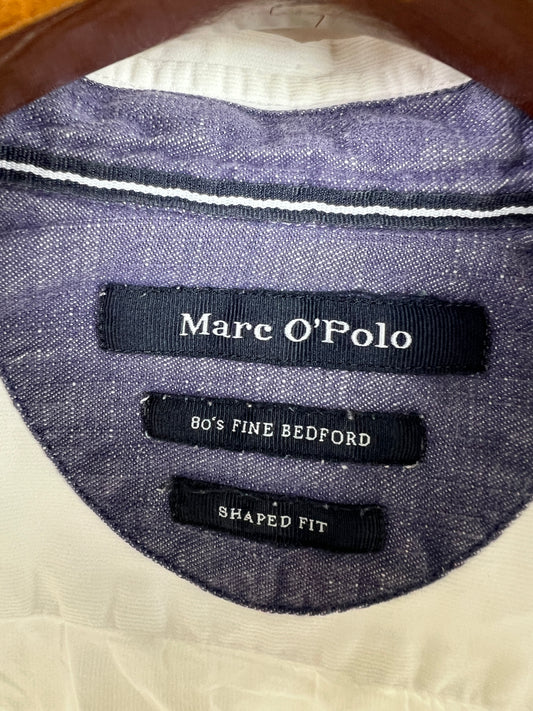 Marc O'Polo
80's FINE BEDFORD
SHAPED FIT